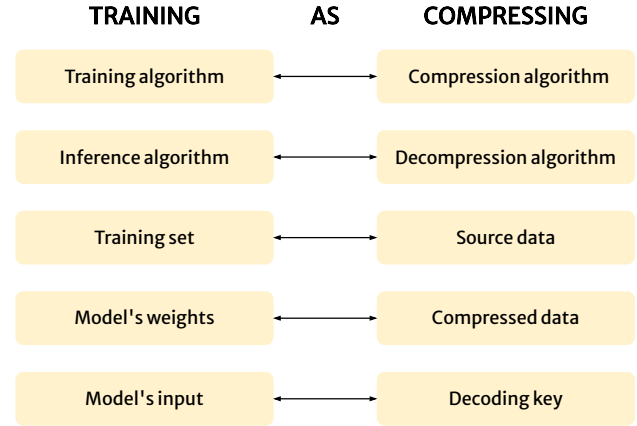 TRAINING AS COMPRESSING
Training algorithm Compression algorithm
Inference algorithm Decompression algorithm
Training set Source data
Model's weights Compressed data
Model's input Decoding key